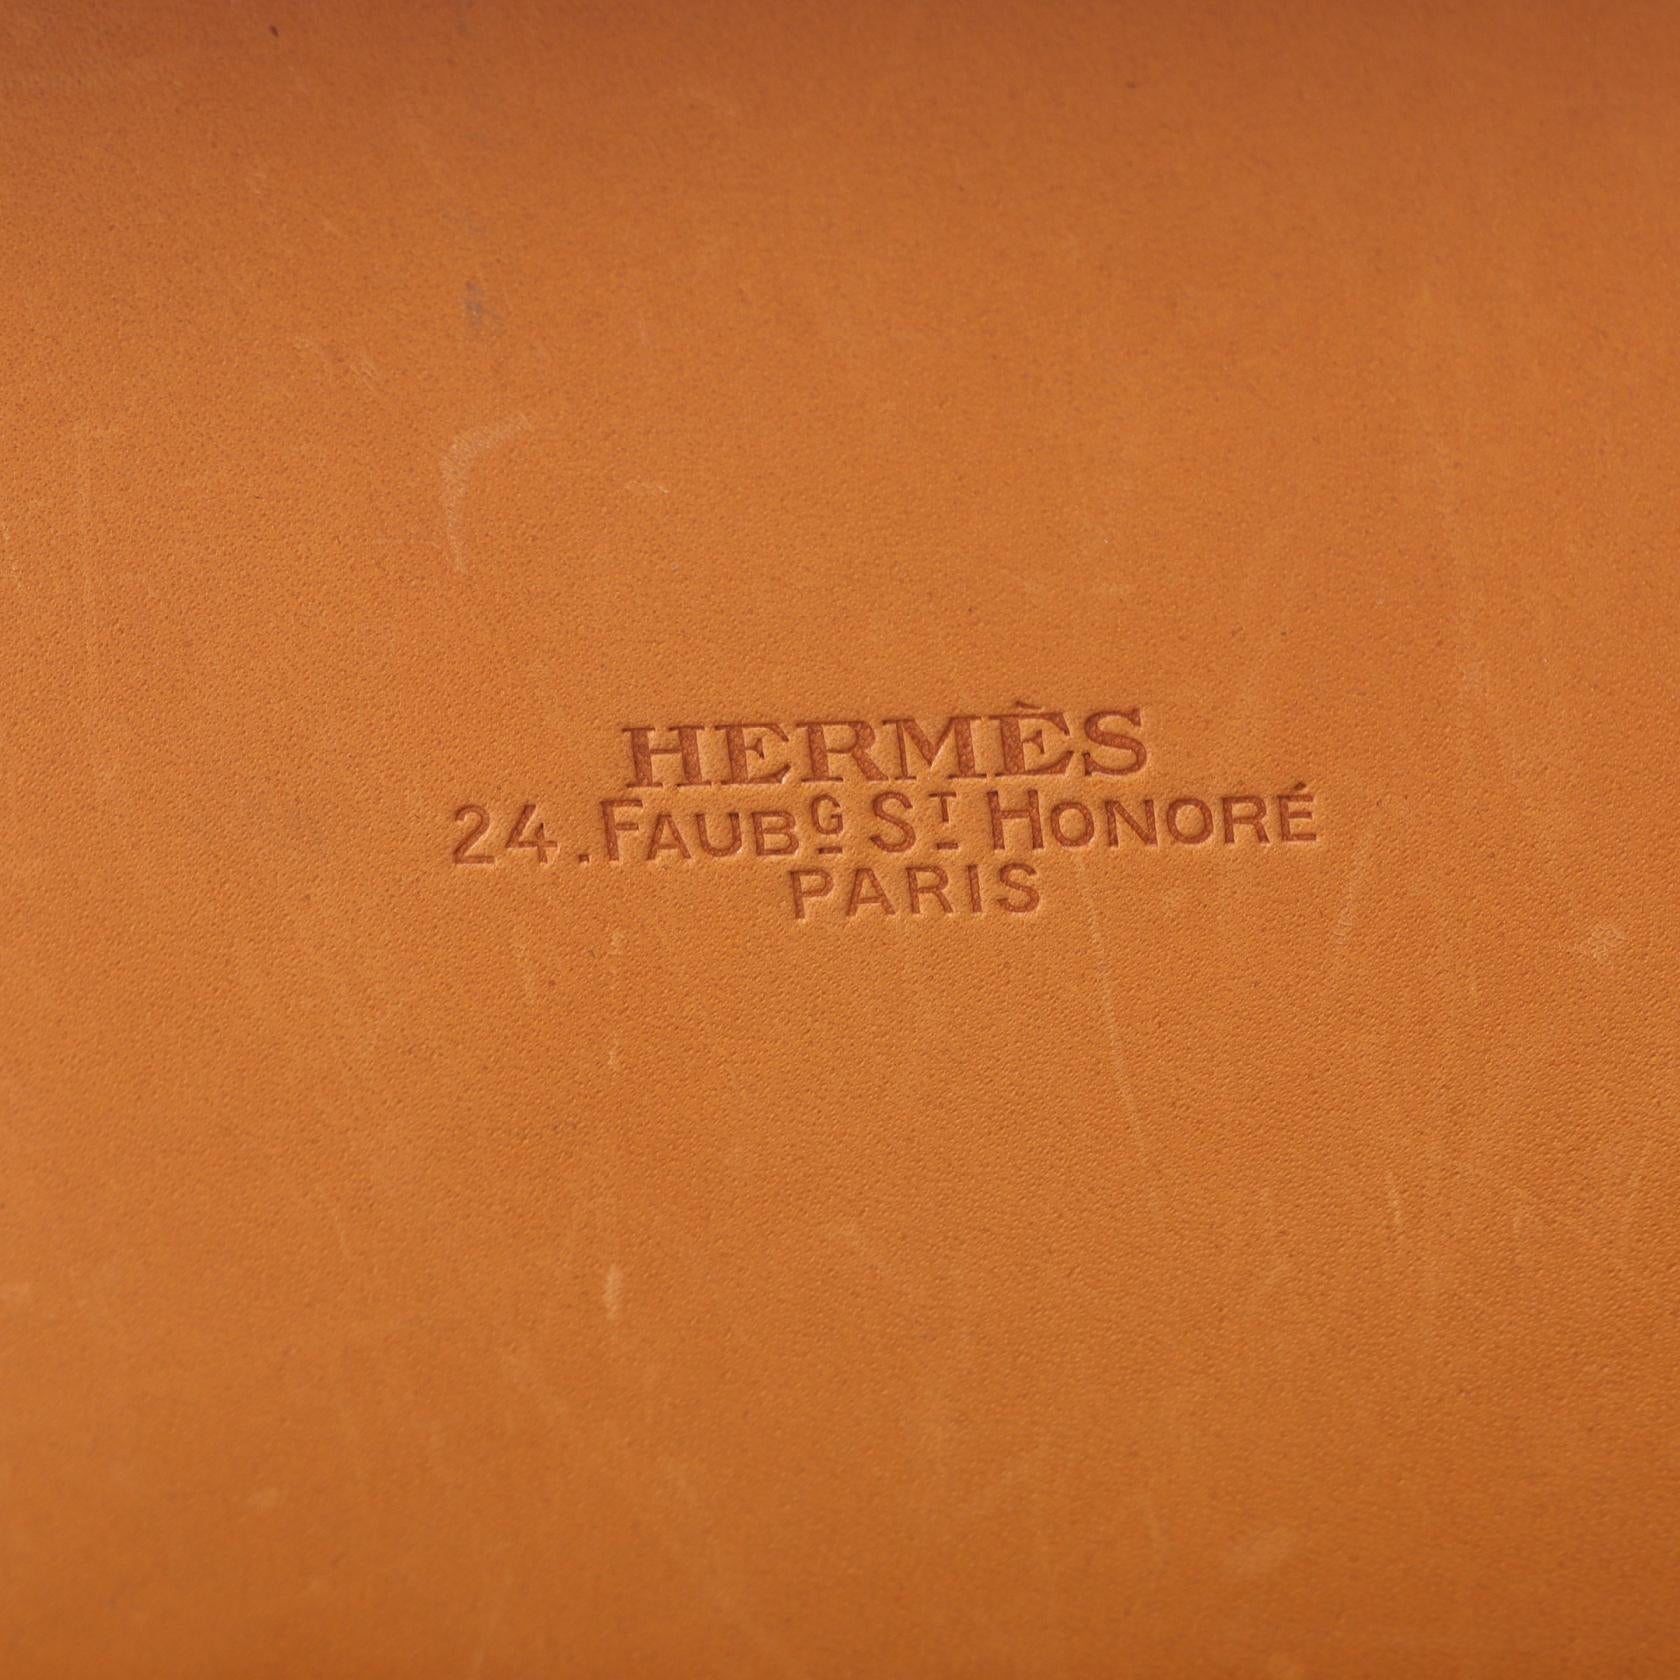 HERMÈS
24. FAUBG ST HONORÉ
PARIS